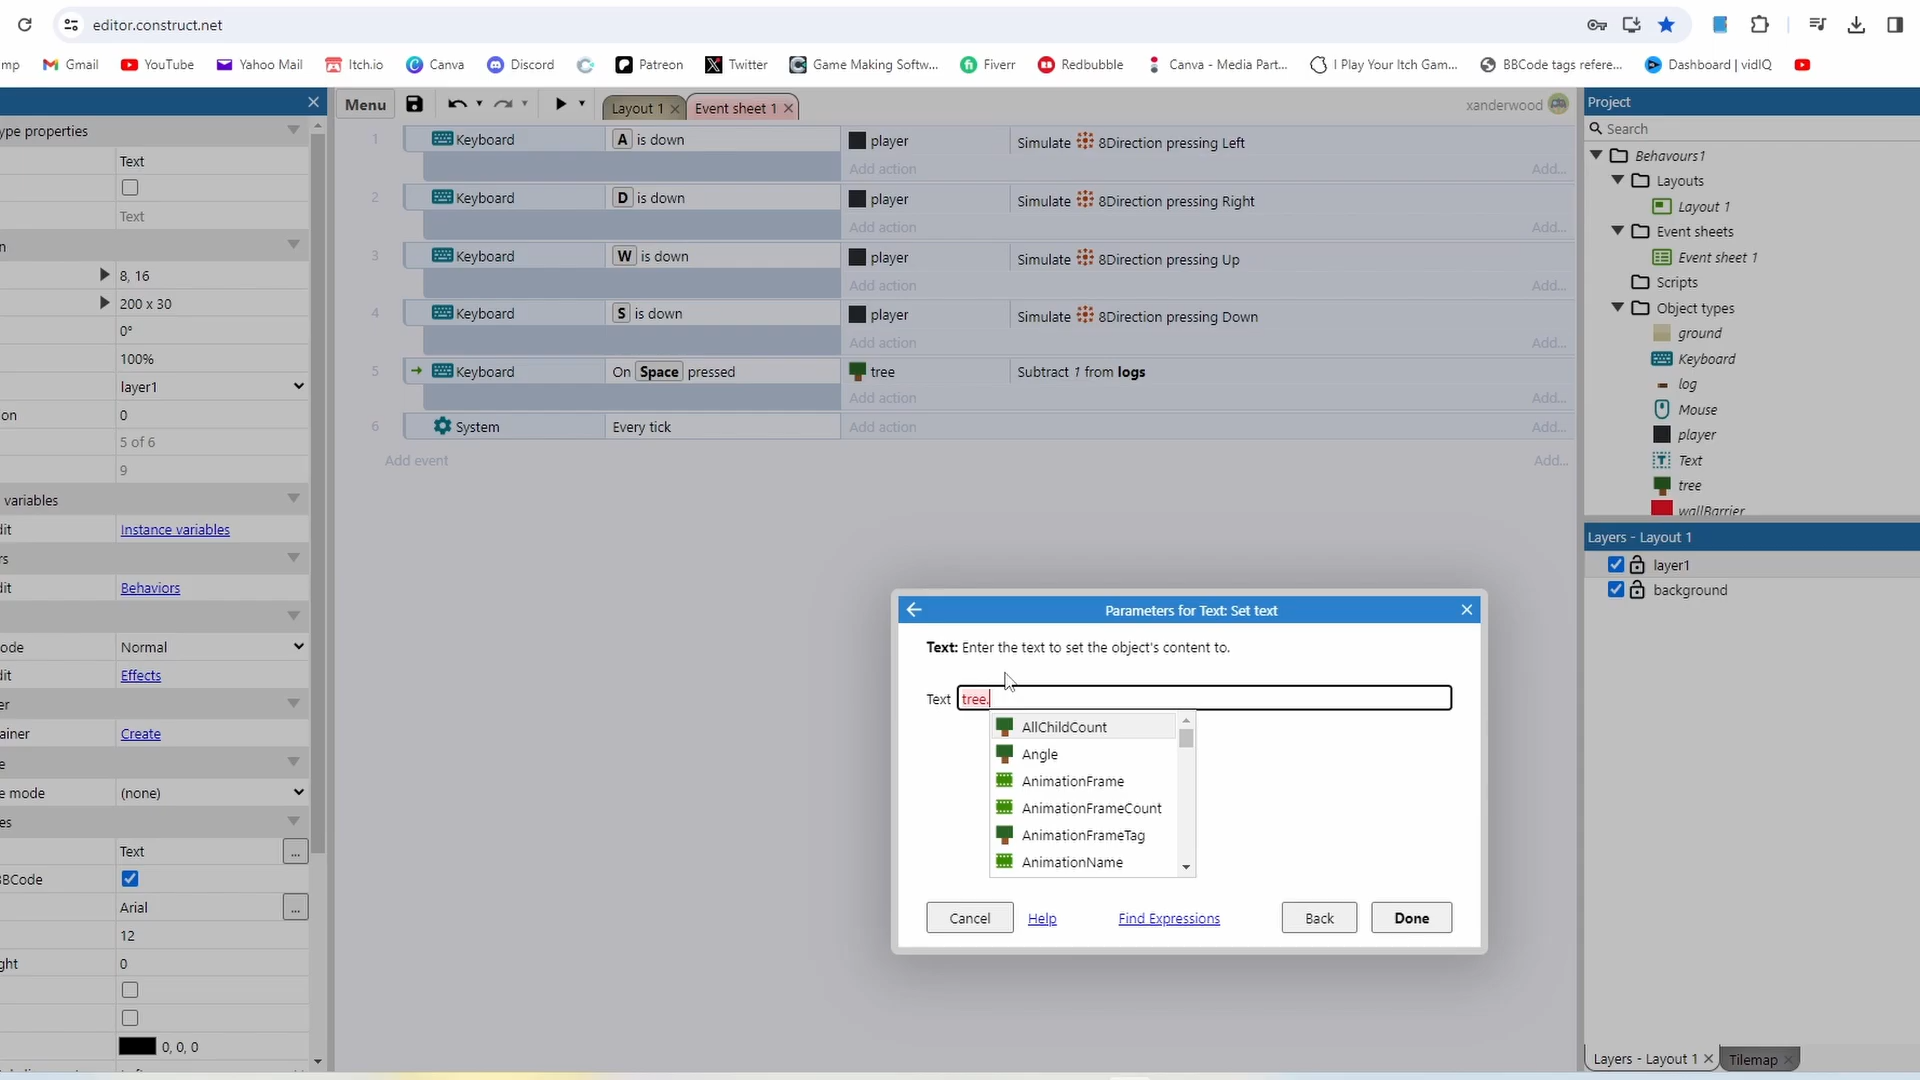 editor.construct.net
mp Gmail YouTube Yahoo Mail Itch.io Canva Discord Patreon Twitter Game Making Softw... Fiverr Redbubble Canva - Media Part... I Play Your Itch Gam... BBCode tags refere... Dashboard | vidIQ
Menu Layout 1 Event sheet 1 xanderwood
ype properties
Text
Text
n
8, 16
200 x 30
0°
100%
layer1
on 0
5 of 6
9
variables
dit Instance variables
rs
dit Behaviors
ode Normal
dit Effects
er
ainer Create
e
e mode (none)
es
Text ...
BBCode
Arial ...
12
ght 0
0, 0, 0
1 Keyboard A is down player Simulate 8Direction pressing Left
Add action Add...
2 Keyboard D is down player Simulate 8Direction pressing Right
Add action Add...
3 Keyboard W is down player Simulate 8Direction pressing Up
Add action Add...
4 Keyboard S is down player Simulate 8Direction pressing Down
Add action Add...
5 Keyboard On Space pressed tree Subtract 1 from logs
Add action Add...
6 System Every tick Add action Add...
Add event Add...
Parameters for Text: Set text
Text: Enter the text to set the object's content to.
Text tree.
AllChildCount
Angle
AnimationFrame
AnimationFrameCount
AnimationFrameTag
AnimationName
Cancel Help Find Expressions Back Done
Project
Search
Behavours1
Layouts
Layout 1
Event sheets
Event sheet 1
Scripts
Object types
ground
Keyboard
log
Mouse
player
Text
tree
wallBarrier
Layers - Layout 1
layer1
background
Layers - Layout 1 Tilemap